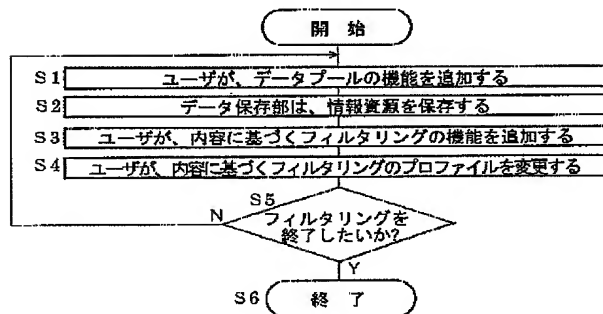 開 始
S1 ユーザが、データプールの機能を追加する
S2 データ保存部は、情報資源を保存する
S3 ユーザが、内容に基づくフィルタリングの機能を追加する
S4 ユーザが、内容に基づくフィルタリングのプロファイルを変更する
S5
N フィルタリングを
終了したいか?
Y
S6 終 了